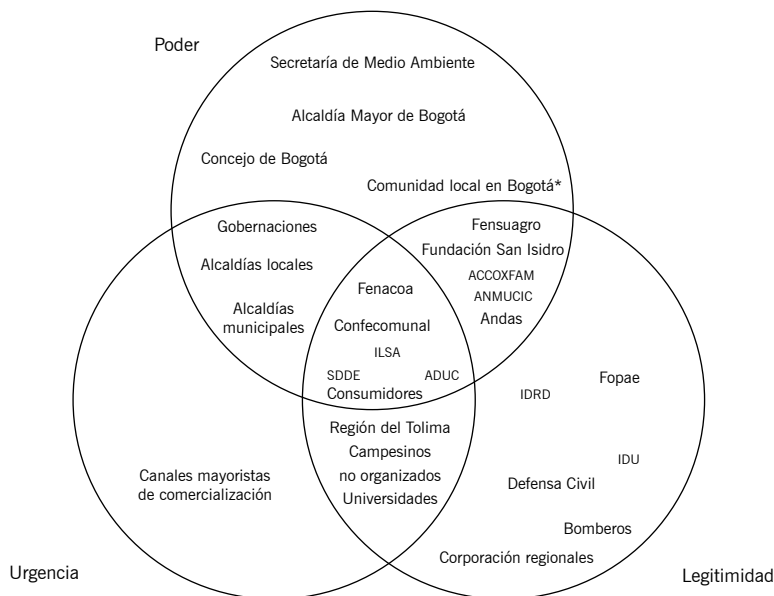 Poder
Secretaría de Medio Ambiente
Alcaldía Mayor de Bogotá
Concejo de Bogotá
Comunidad local en Bogotá*
Gobernaciones
Alcaldías locales
Alcaldías
municipales
Fensuagro
Fundación San Isidro
ACCOXFAM
ANMUCIC
Andas
Fenacoa
Confecomunal
ILSA
SDDE ADUC
Consumidores
Región del Tolima
Campesinos
no organizados
Universidades
Canales mayoristas
de comercialización
Fopae
IDRD
IDU
Defensa Civil
Bomberos
Corporación regionales
Urgencia
Legitimidad